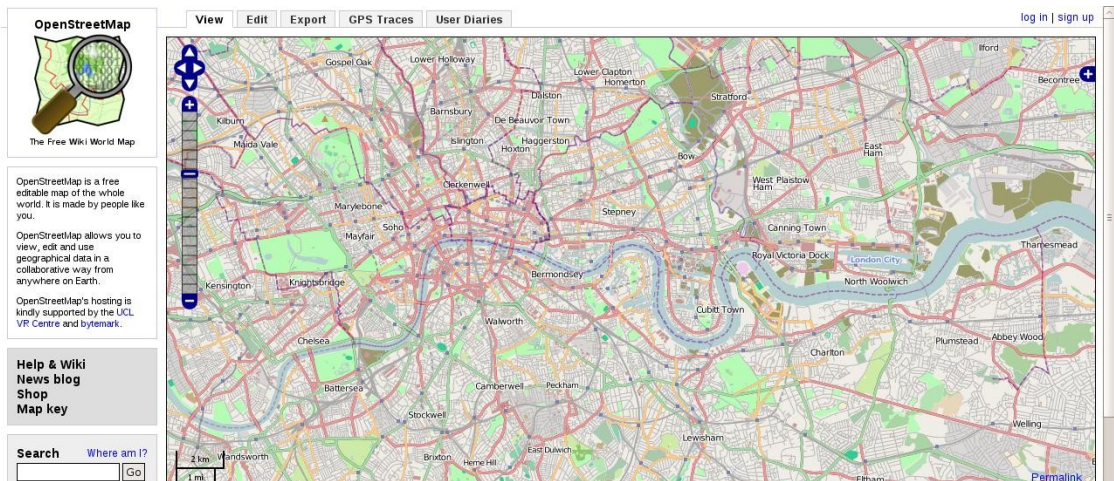 OpenStreetMap
The Free Wiki World Map
OpenStreetMap is a free
editable map of the whole
world. It is made by people like
you.
OpenStreetMap allows you to
view, edit and use
geographical data in a
collaborative way from
anywhere on Earth.
OpenStreetMap's hosting is
kindly supported by the UCL
VR Centre and bytemark.
Help & Wiki
News blog
Shop
Map key
Search Where am I?
Go
View Edit Export GPS Traces User Diaries
log in | sign up
Gospel Oak
Lower Holloway
Lower Clapton
Homerton
Ilford
Becontree
Dalston
Stratford
Barnsbury
De Beauvoir Town
Kilburn
Maida Vale
Islington
Haggerston
Hoxton
Bow
East
Ham
Clerkenwell
West Plaistow
Ham
Marylebone
Stepney
Soho
Mayfair
Canning Town
Thamesmead
Royal Victoria Dock
London City
Kensington
Knightsbridge
Bermondsey
North Woolwich
Cubitt Town
Walworth
Chelsea
Plumstead
Abbey Wood
Charlton
Battersea
Camberwell
Peckham
Stockwell
Welling
Lewisham
Wandsworth
Brixton
Herne Hill
East Dulwich
Eltham
2 km
1 mi
Permalink